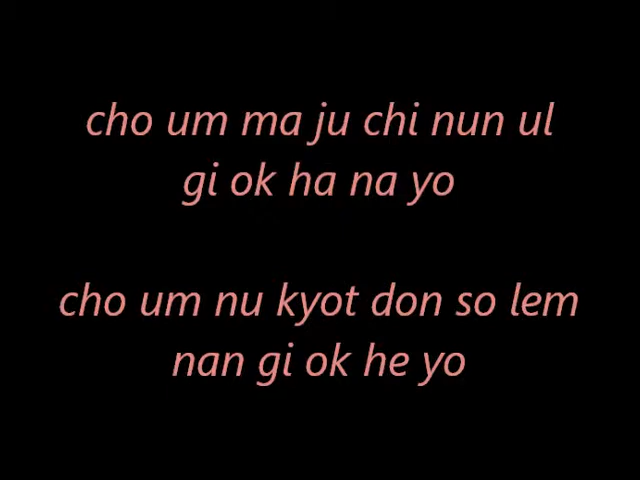 cho um ma ju chi nun ul
gi ok ha na yo
cho um nu kyot don so lem
nan gi ok he yo